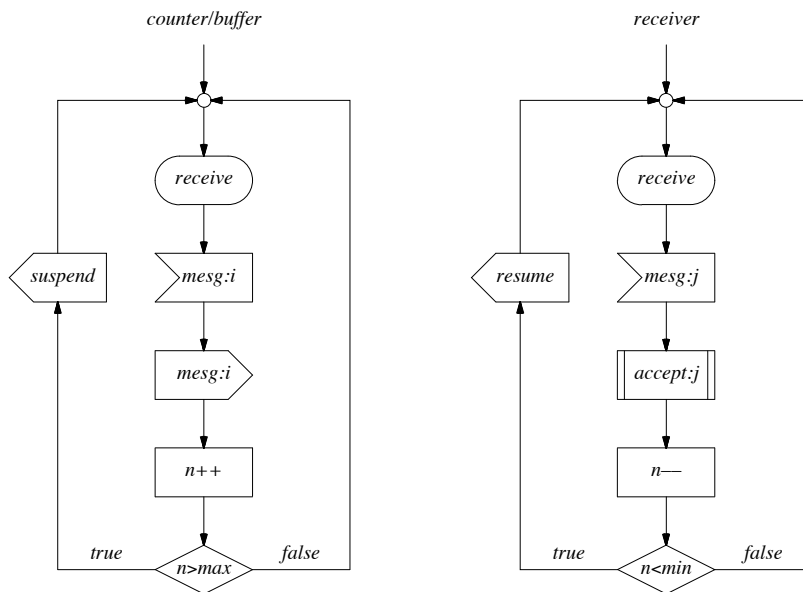 counter/buffer
receive
suspend
mesg:i
mesg:i
n++
true
n>max
false
receiver
receive
resume
mesg:j
accept:j
n––
true
n<min
false